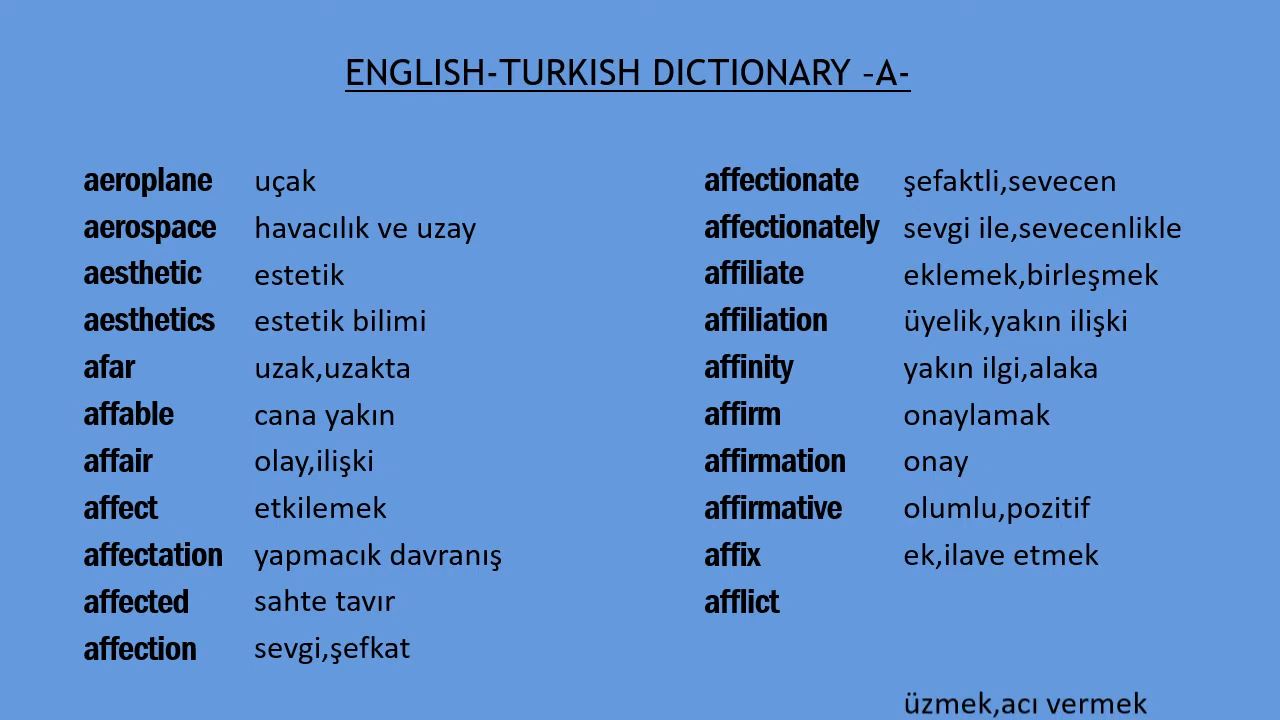 ENGLISH-TURKISH DICTIONARY –A-
aeroplane uçak
aerospace havacılık ve uzay
aesthetic estetik
aesthetics estetik bilimi
afar uzak,uzakta
affable cana yakın
affair olay,ilişki
affect etkilemek
affectation yapmacık davranış
affected sahte tavır
affection sevgi,şefkat
affectionate şefaktli,sevecen
affectionately sevgi ile,sevecenlikle
affiliate eklemek,birleşmek
affiliation üyelik,yakın ilişki
affinity yakın ilgi,alaka
affirm onaylamak
affirmation onay
affirmative olumlu,pozitif
affix ek,ilave etmek
afflict
üzmek,acı vermek